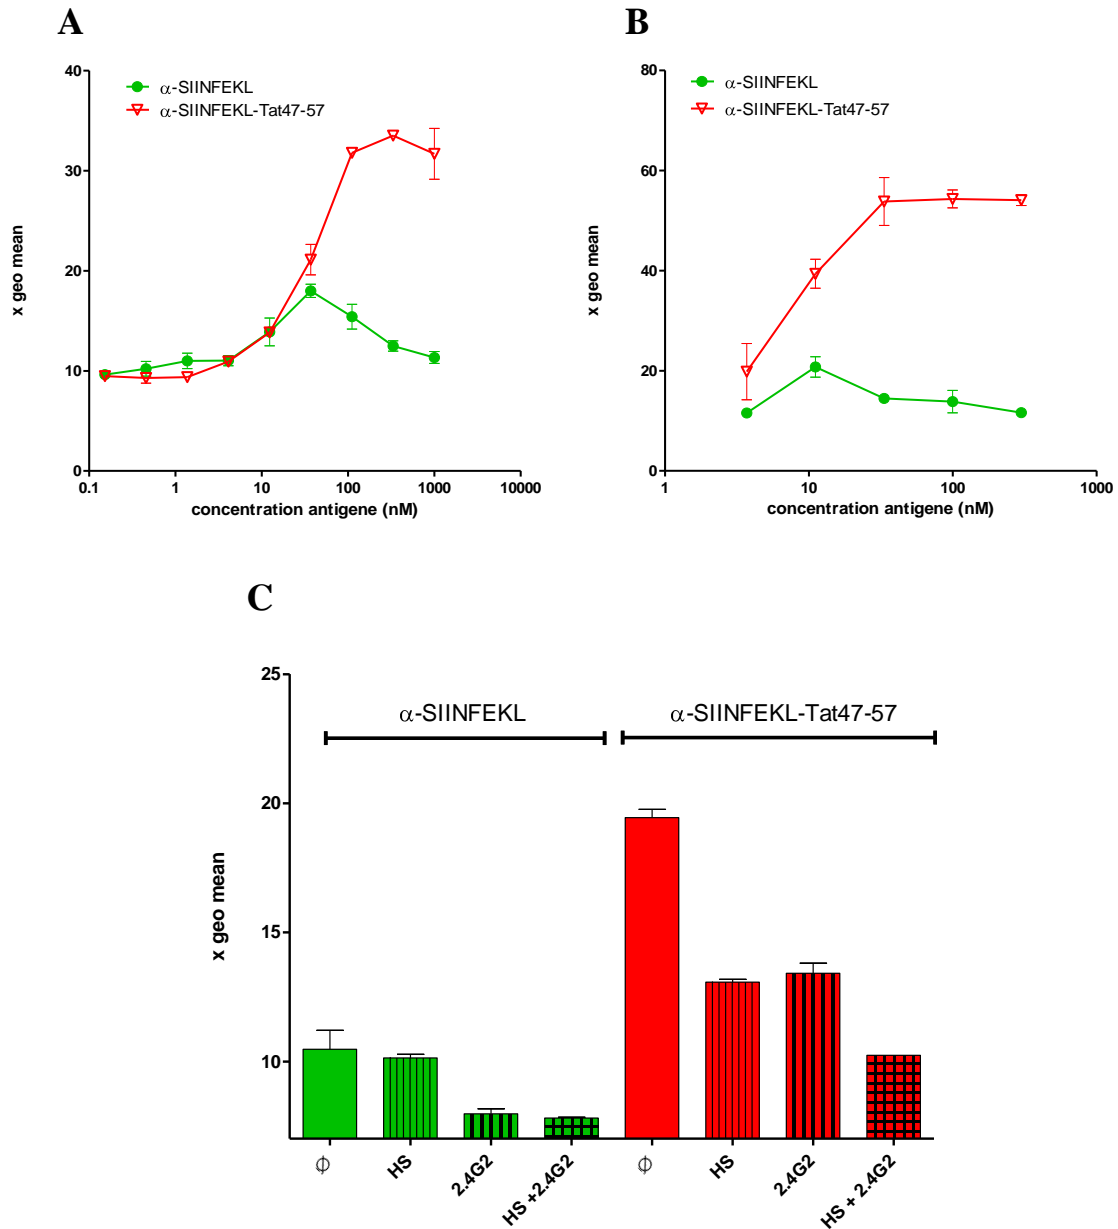 A
B
40
30
20
10
0
α-SIINFEKL
α-SIINFEKL-Tat47-57
x geo mean
0.1 1 10 100 1000 10000
concentration antigene (nM)
80
60
40
20
0
α-SIINFEKL
α-SIINFEKL-Tat47-57
x geo mean
1 10 100 1000
concentration antigene (nM)
C
25
20
15
10
α-SIINFEKL
α-SIINFEKL-Tat47-57
x geo mean
∅
HS
2.4G2
HS +2.4G2
∅
HS
2.4G2
HS + 2.4G2